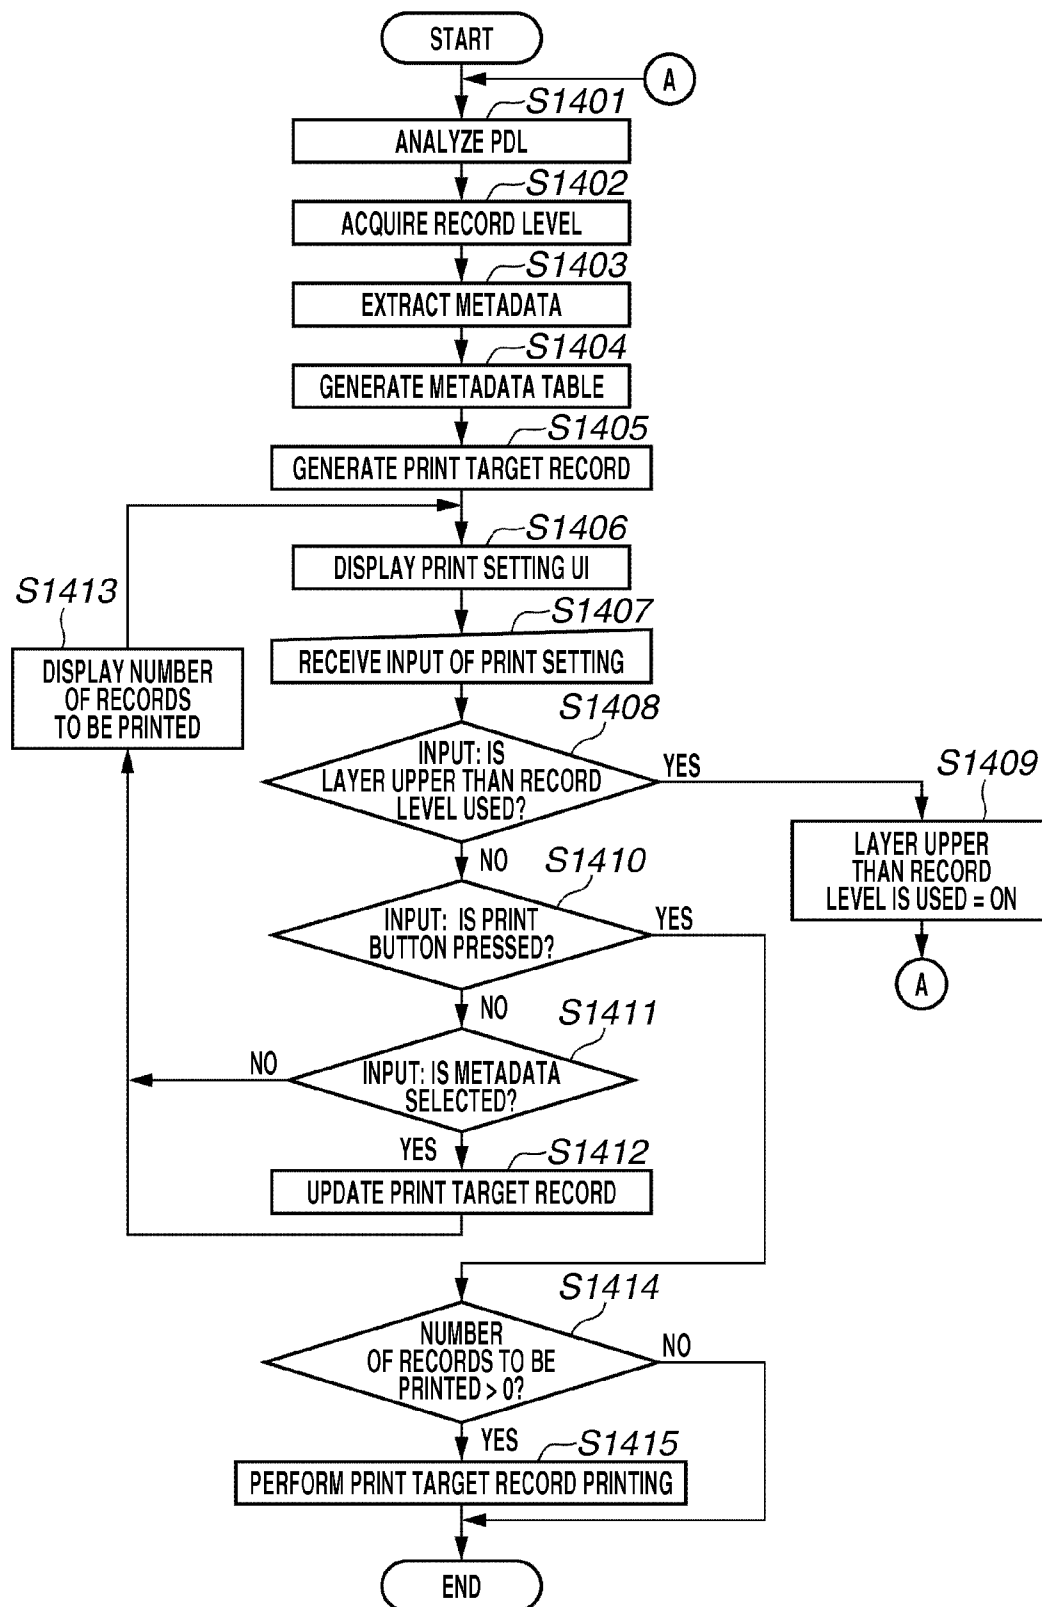 START
A
S1401
ANALYZE PDL
S1402
ACQUIRE RECORD LEVEL
S1403
EXTRACT METADATA
S1404
GENERATE METADATA TABLE
S1405
GENERATE PRINT TARGET RECORD
S1406
DISPLAY PRINT SETTING UI
S1413
DISPLAY NUMBER
OF RECORDS
TO BE PRINTED
S1407
RECEIVE INPUT OF PRINT SETTING
S1408
INPUT: IS
LAYER UPPER THAN RECORD
LEVEL USED?
YES
NO
S1409
LAYER UPPER
THAN RECORD
LEVEL IS USED = ON
A
S1410
INPUT: IS PRINT
BUTTON PRESSED?
YES
NO
S1411
INPUT: IS METADATA
SELECTED?
NO
YES
S1412
UPDATE PRINT TARGET RECORD
S1414
NUMBER
OF RECORDS TO BE
PRINTED > 0?
NO
YES
S1415
PERFORM PRINT TARGET RECORD PRINTING
END